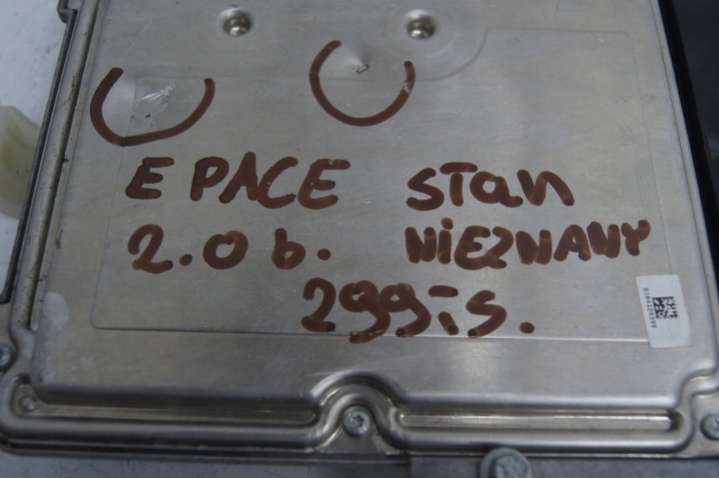 E PACE stan
2.0 b. NIEZNANY
299,-s.